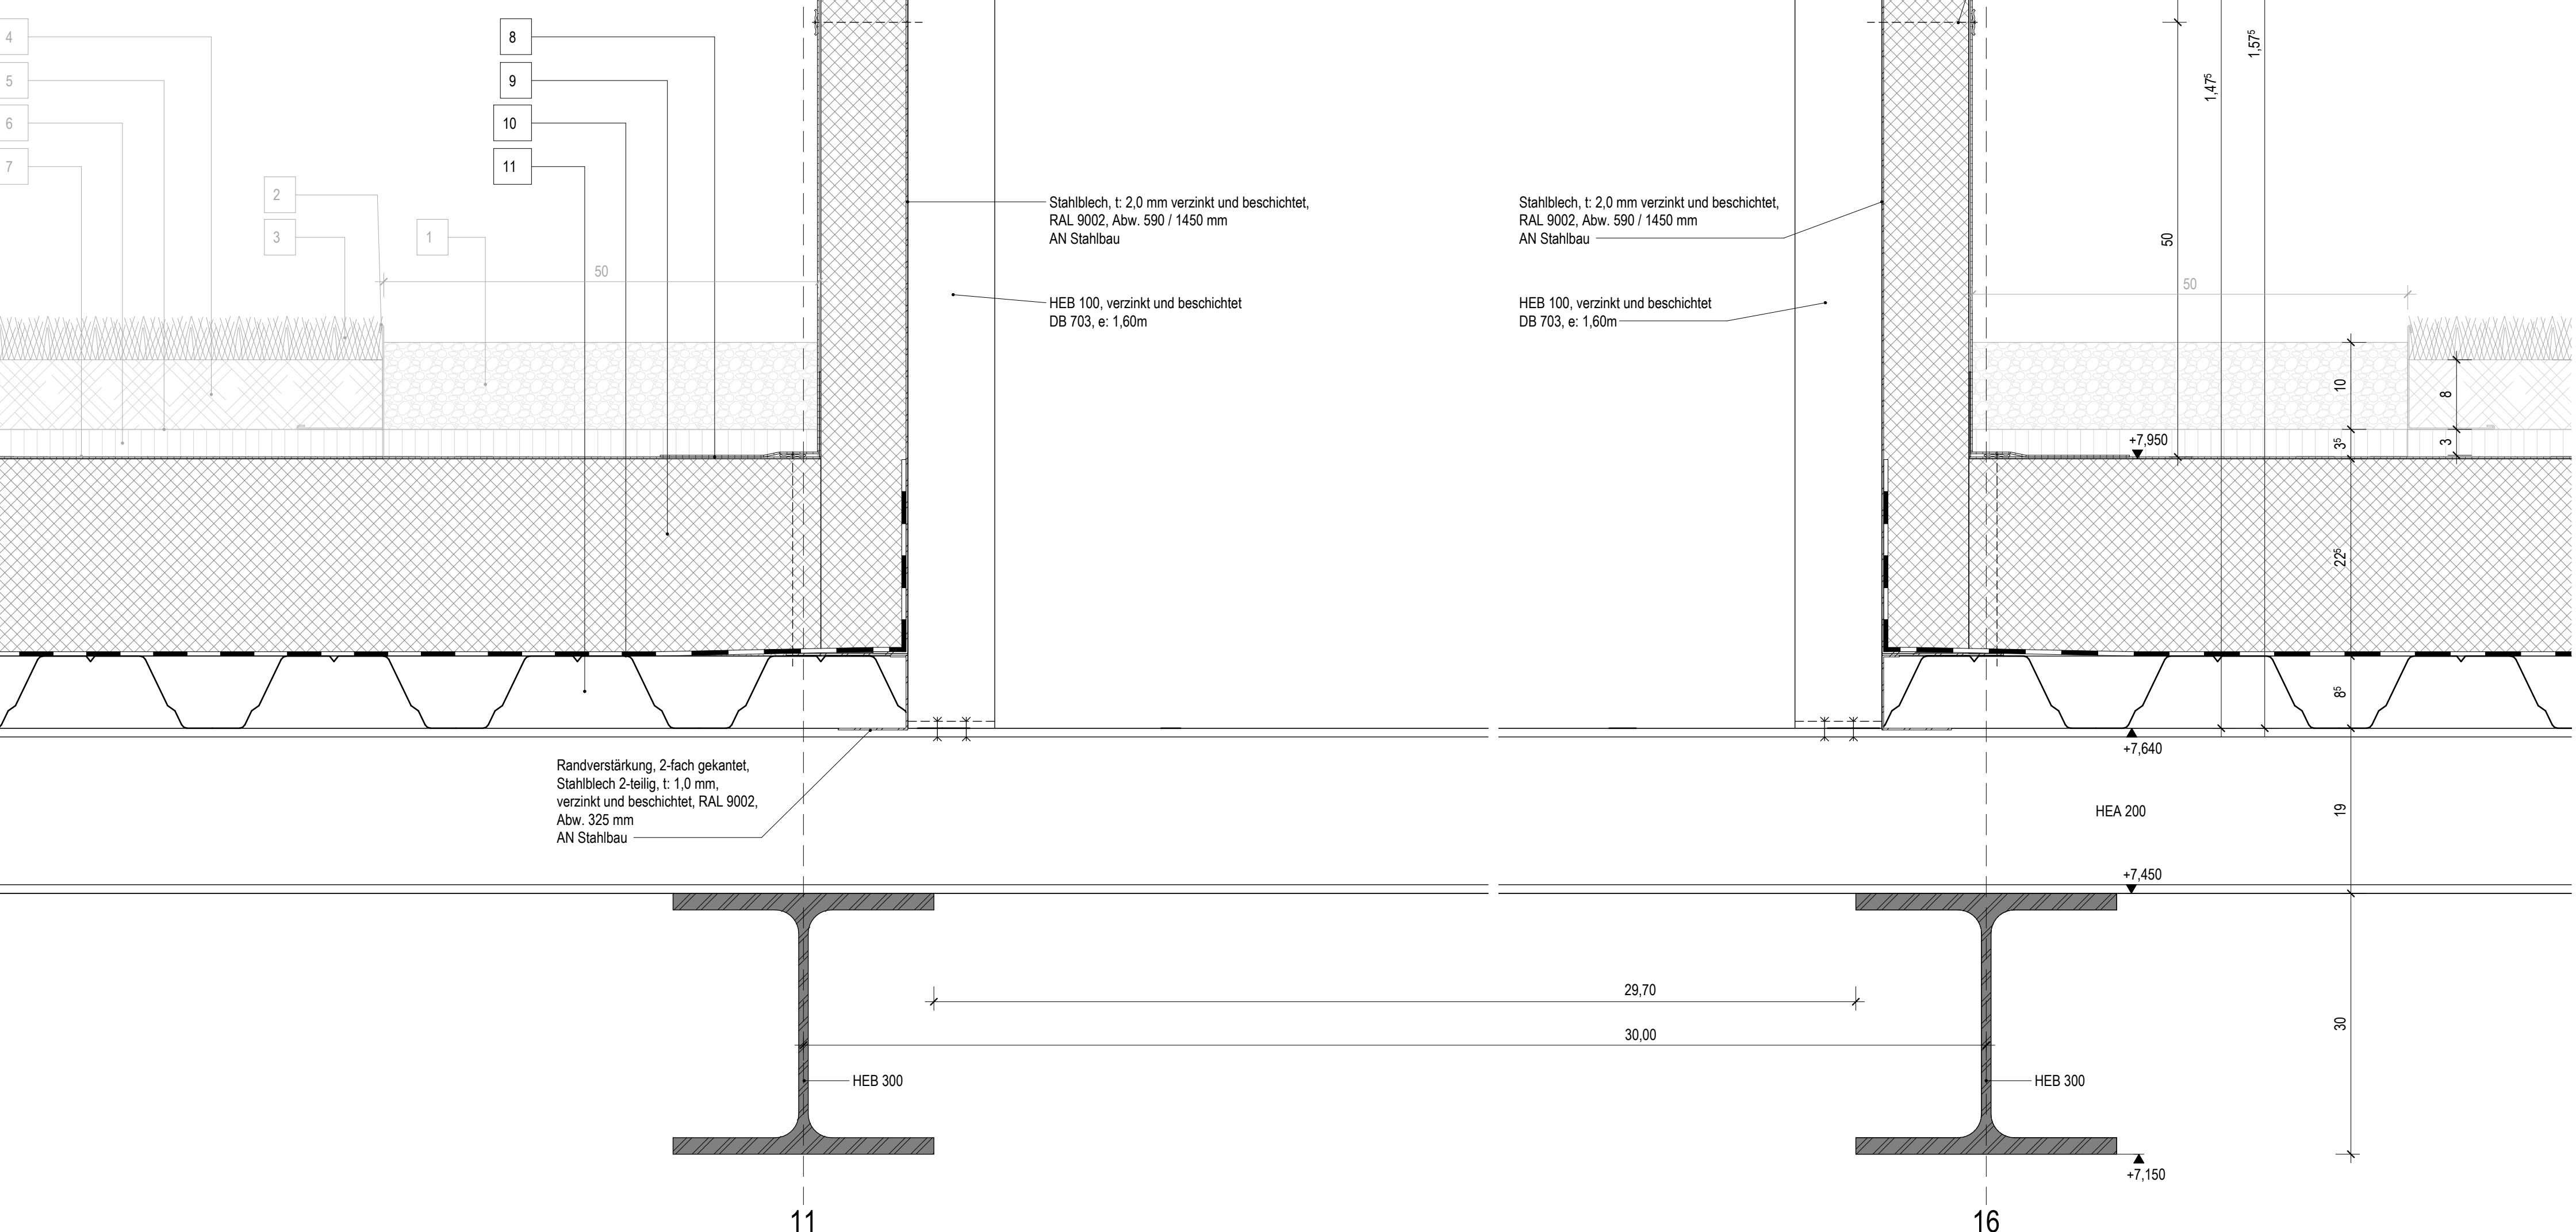 4
5
6
7
2
3
1
8
9
10
11
50
Stahlblech, t: 2,0 mm verzinkt und beschichtet,
RAL 9002, Abw. 590 / 1450 mm
AN Stahlbau
HEB 100, verzinkt und beschichtet
DB 703, e: 1,60m
Stahlblech, t: 2,0 mm verzinkt und beschichtet,
RAL 9002, Abw. 590 / 1450 mm
AN Stahlbau
HEB 100, verzinkt und beschichtet
DB 703, e: 1,60m
1,57⁵
1,47⁵
50
50
10
8
3⁵
3
+7,950
22⁵
8⁵
+7,640
Randverstärkung, 2-fach gekantet,
Stahlblech 2-teilig, t: 1,0 mm,
verzinkt und beschichtet, RAL 9002,
Abw. 325 mm
AN Stahlbau
HEA 200
19
+7,450
29,70
30,00
30
HEB 300
HEB 300
+7,150
11
16